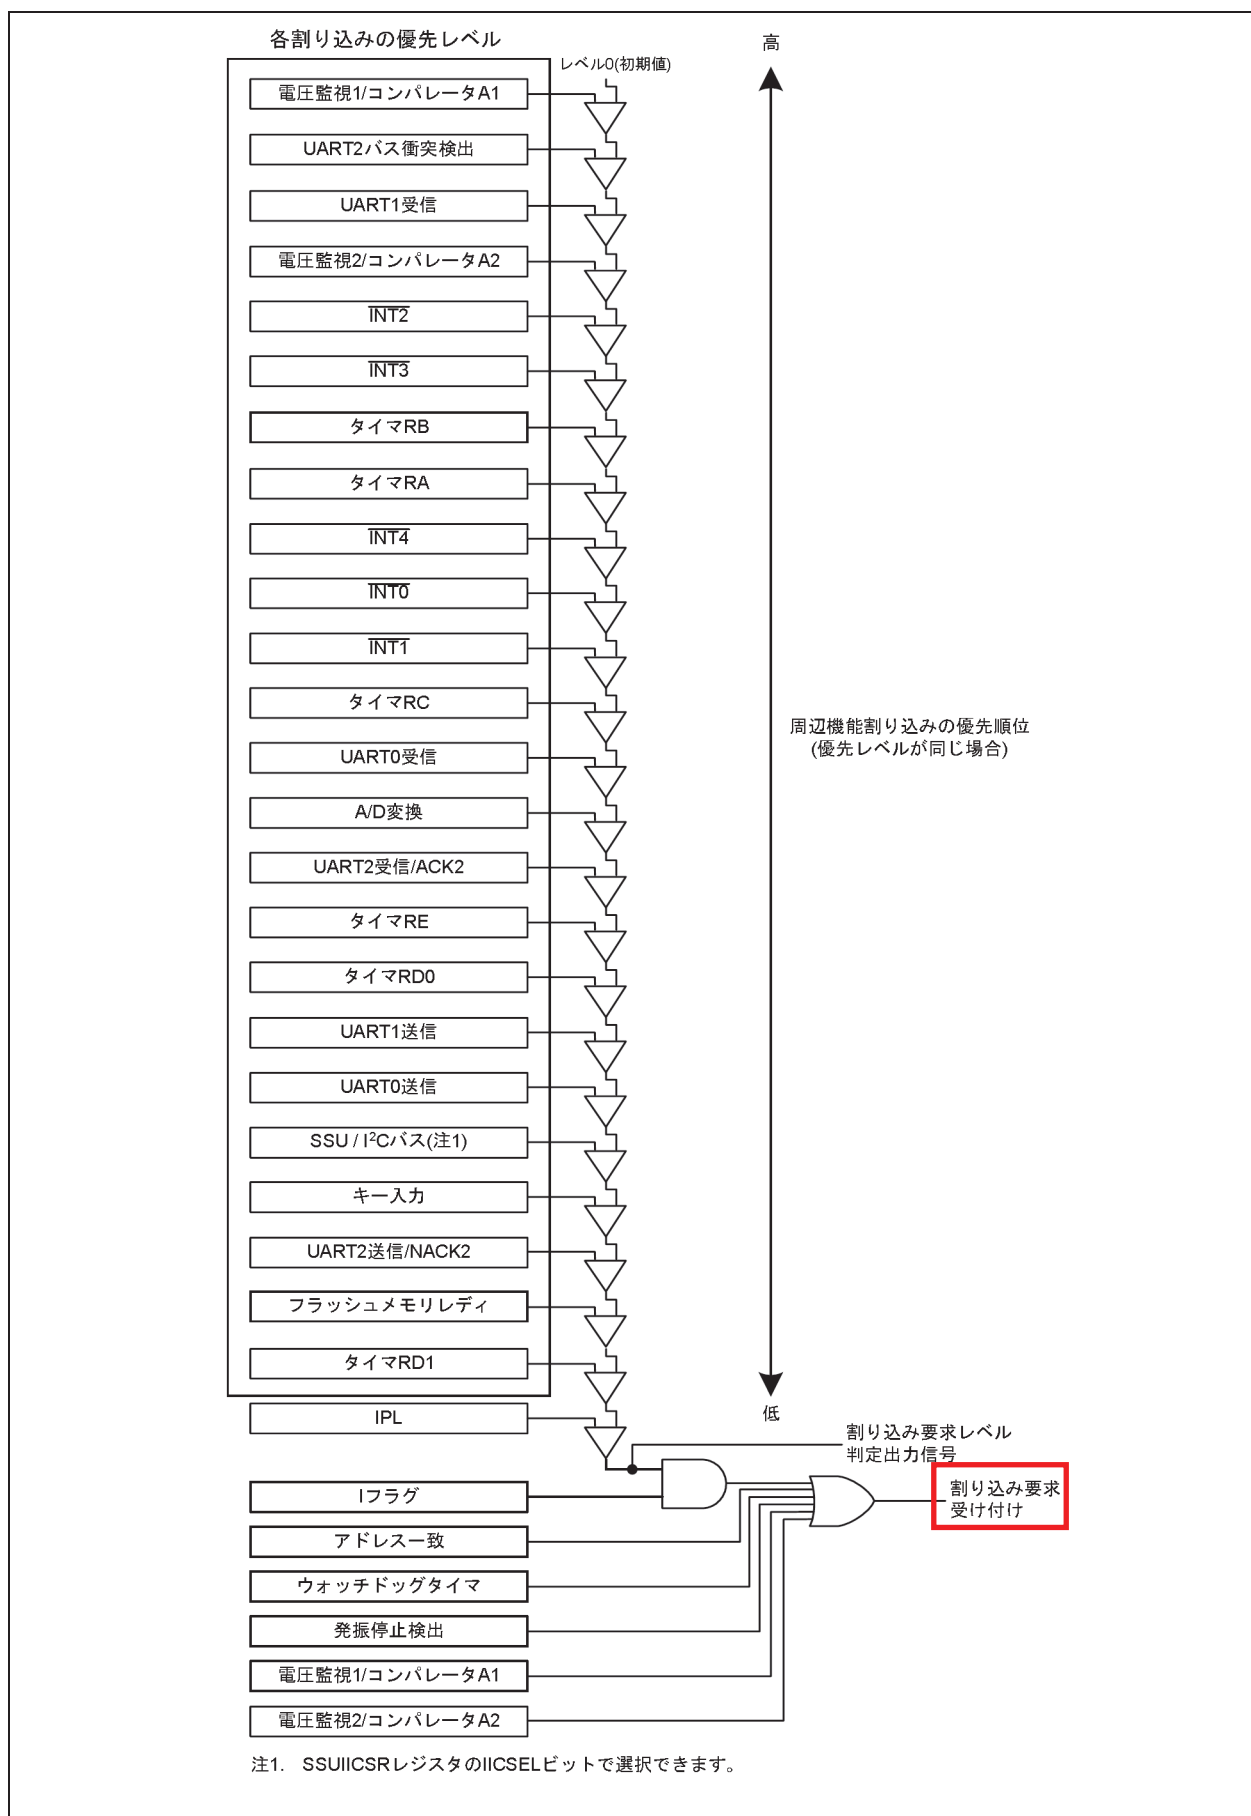 各割り込みの優先レベル
レベル0(初期値)
高
電圧監視1/コンパレータA1
UART2バス衝突検出
UART1受信
電圧監視2/コンパレータA2
INT2
INT3
タイマRB
タイマRA
INT4
INT0
INT1
タイマRC
周辺機能割り込みの優先順位
(優先レベルが同じ場合)
UART0受信
A/D変換
UART2受信/ACK2
タイマRE
タイマRD0
UART1送信
UART0送信
SSU / I²Cバス(注1)
キー入力
UART2送信/NACK2
フラッシュメモリレディ
タイマRD1
低
IPL
割り込み要求レベル
判定出力信号
割り込み要求
受け付け
Iフラグ
アドレス一致
ウォッチドッグタイマ
発振停止検出
電圧監視1/コンパレータA1
電圧監視2/コンパレータA2
注1. SSUIICSRレジスタのIICSELビットで選択できます。